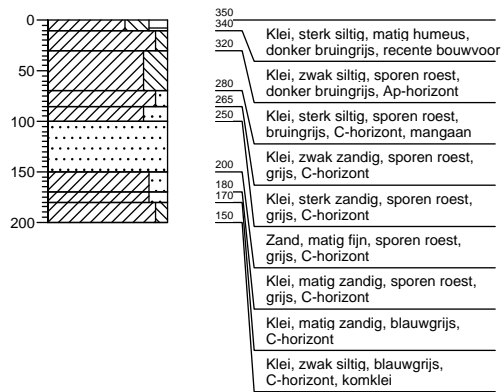 0
50
100
150
200
350
340
320
280
265
250
200
180
170
150
Klei, sterk siltig, matig humeus,
donker bruingrijs, recente bouwvoor
Klei, zwak siltig, sporen roest,
donker bruingrijs, Ap-horizont
Klei, sterk siltig, sporen roest,
bruingrijs, C-horizont, mangaan
Klei, zwak zandig, sporen roest,
grijs, C-horizont
Klei, sterk zandig, sporen roest,
grijs, C-horizont
Zand, matig fijn, sporen roest,
grijs, C-horizont
Klei, matig zandig, sporen roest,
grijs, C-horizont
Klei, matig zandig, blauwgrijs,
C-horizont
Klei, zwak siltig, blauwgrijs,
C-horizont, komklei